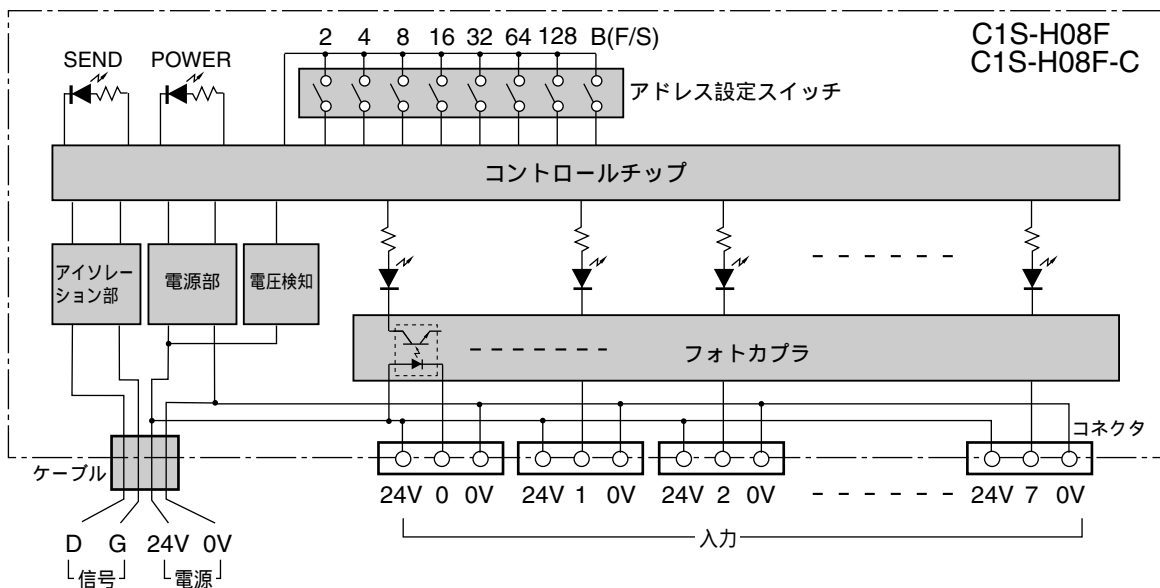 C1S-H08F
C1S-H08F-C
2 4 8 16 32 64 128 B(F/S)
SEND POWER
アドレス設定スイッチ
コントロールチップ
アイソレー
ション部
電源部
電圧検知
フォトカプラ
コネクタ
ケーブル
24V 0 0V 24V 1 0V 24V 2 0V 24V 7 0V
D G 24V 0V
入力
信号 電源